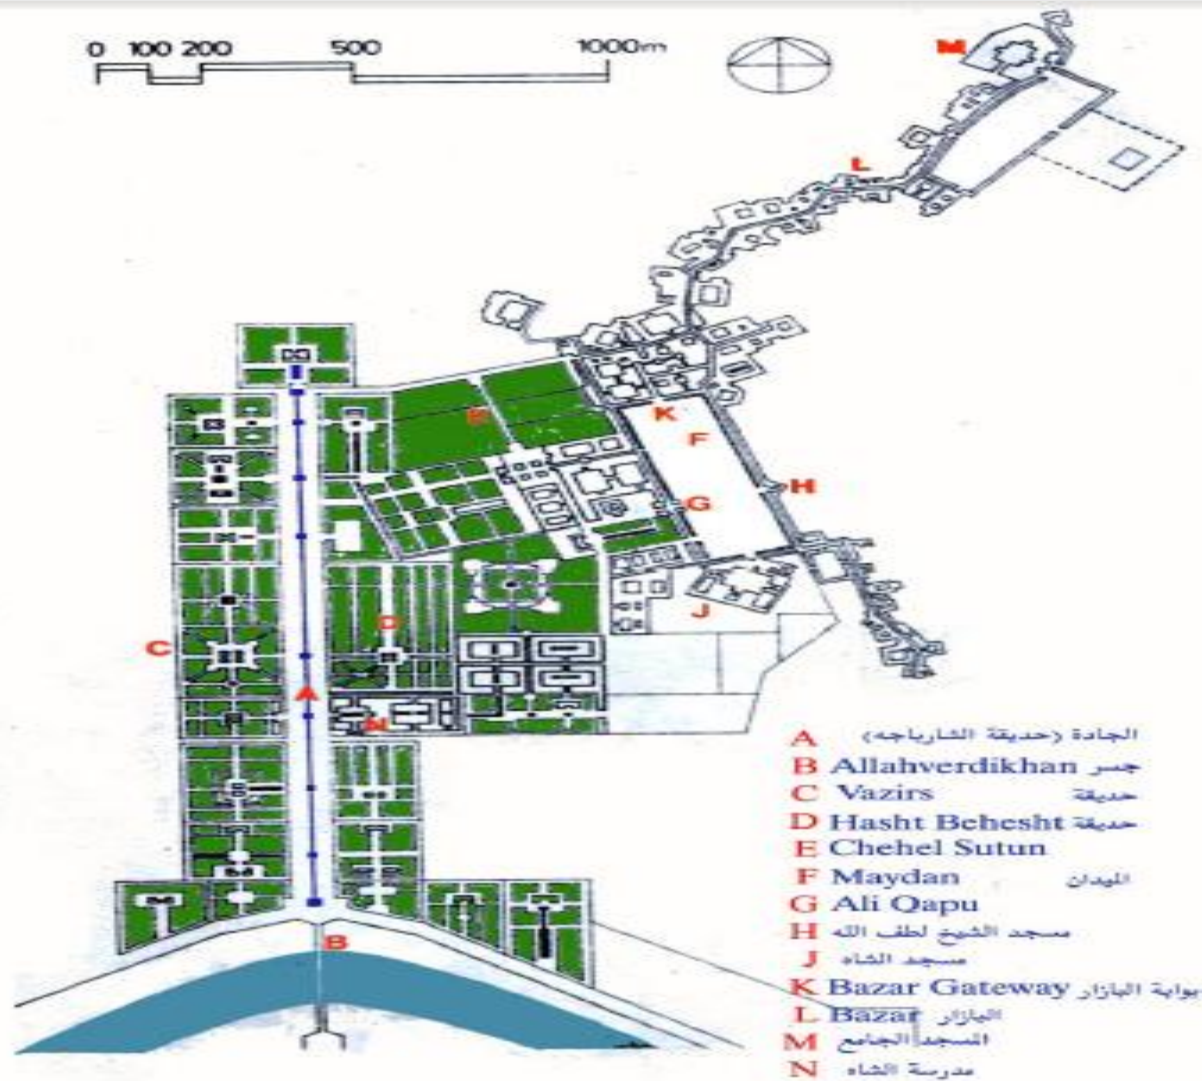 0 100 200 500 1000m
M
L
K
E
F
H
G
J
D
C
A
N
B
A الجادة (حديقة الشارباجه)
B Allahverdikhan جسر
C Vazirs حديقة
D Hasht Behesht حديقة
E Chehel Sutun
F Maydan الميدان
G Ali Qapu
H مسجد الشيخ لطف الله
J مسجد الشاه
K Bazar Gateway بوابة البازار
L Bazar البازار
M المسجد الجامع
N مدرسة الشاه